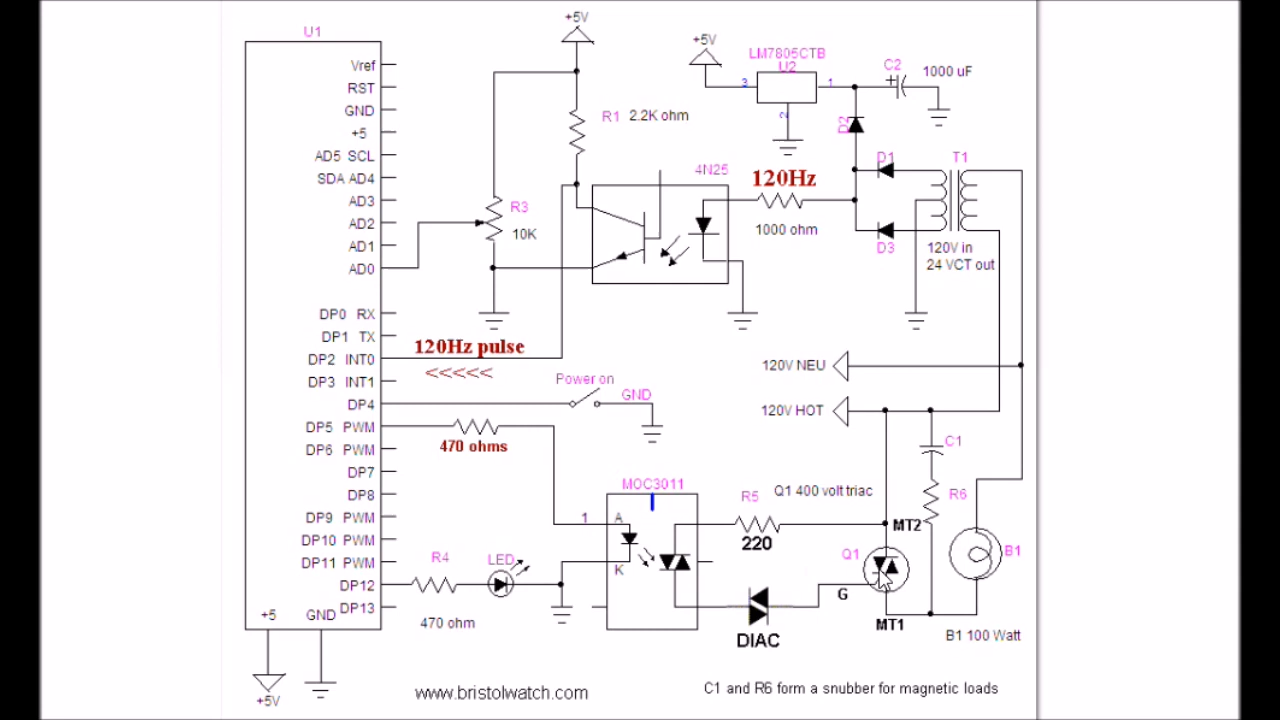 U1
Vref
RST
GND
+5
AD5 SCL
SDA AD4
AD3
AD2
AD1
AD0
DP0 RX
DP1 TX
DP2 INT0
DP3 INT1
DP4
DP5 PWM
DP6 PWM
DP7
DP8
DP9 PWM
DP10 PWM
DP11 PWM
DP12
DP13
+5
GND
+5V
+5V
R1 2.2K ohm
R3
10K
+5V
LM7805CTB
U2
3
1
2
C2
1000 uF
D2
D1
T1
4N25
120Hz
1000 ohm
D3
120V in
24 VCT out
120Hz pulse
<<<<<
120V NEU
Power on
GND
120V HOT
470 ohms
C1
MOC3011
R5
Q1 400 volt triac
R6
1
A
K
220
MT2
Q1
B1
R4
LED
470 ohm
G
MT1
DIAC
B1 100 Watt
www.bristolwatch.com
C1 and R6 form a snubber for magnetic loads